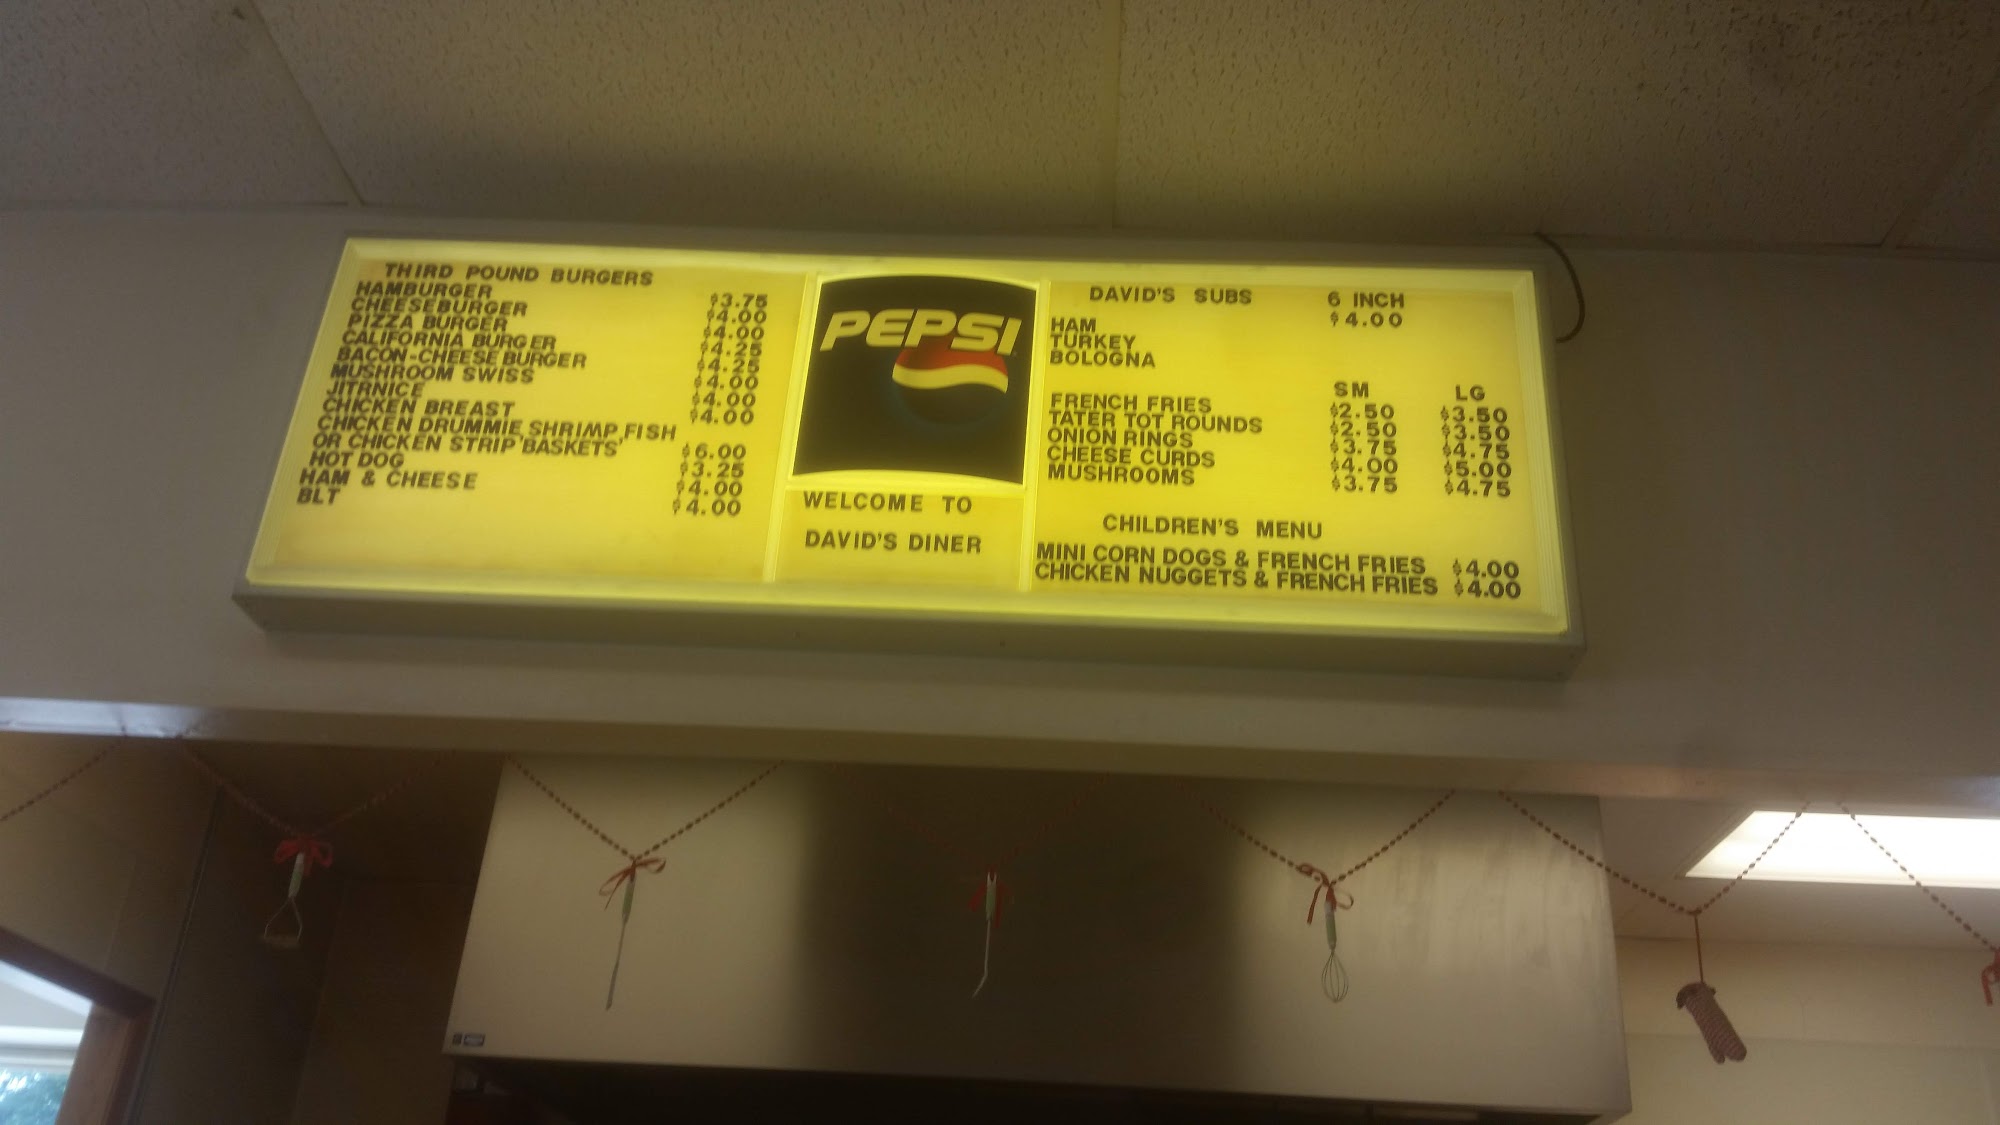 THIRD POUND BURGERS
HAMBURGER $3.75
CHEESEBURGER $4.00
PIZZA BURGER $4.00
CALIFORNIA BURGER $4.25
BACON-CHEESE BURGER $4.25
MUSHROOM SWISS $4.00
JITRNICE $4.00
CHICKEN BREAST $4.00
CHICKEN DRUMMIE, SHRIMP, FISH
OR CHICKEN STRIP BASKETS $6.00
HOT DOG $3.25
HAM & CHEESE $4.00
BLT $4.00
PEPSI
WELCOME TO
DAVID'S DINER
DAVID'S SUBS 6 INCH
$4.00
HAM
TURKEY
BOLOGNA
SM LG
FRENCH FRIES $2.50 $3.50
TATER TOT ROUNDS $2.50 $3.50
ONION RINGS $3.75 $4.75
CHEESE CURDS $4.00 $5.00
MUSHROOMS $3.75 $4.75
CHILDREN'S MENU
MINI CORN DOGS & FRENCH FRIES $4.00
CHICKEN NUGGETS & FRENCH FRIES $4.00